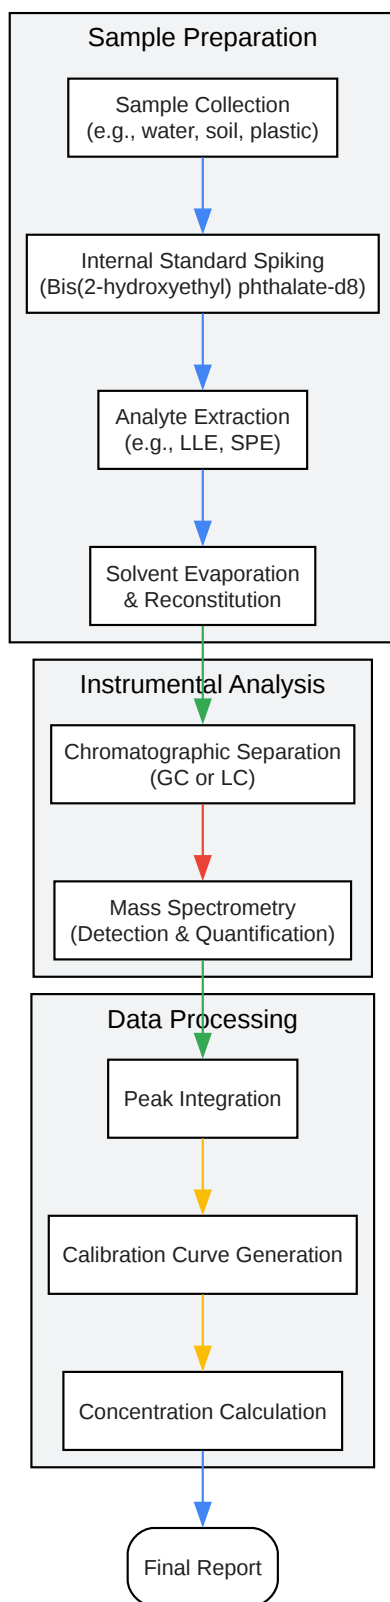 Sample Preparation
Sample Collection
(e.g., water, soil, plastic)
Internal Standard Spiking
(Bis(2-hydroxyethyl) phthalate-d8)
Analyte Extraction
(e.g., LLE, SPE)
Solvent Evaporation
& Reconstitution
Instrumental Analysis
Chromatographic Separation
(GC or LC)
Mass Spectrometry
(Detection & Quantification)
Data Processing
Peak Integration
Calibration Curve Generation
Concentration Calculation
Final Report